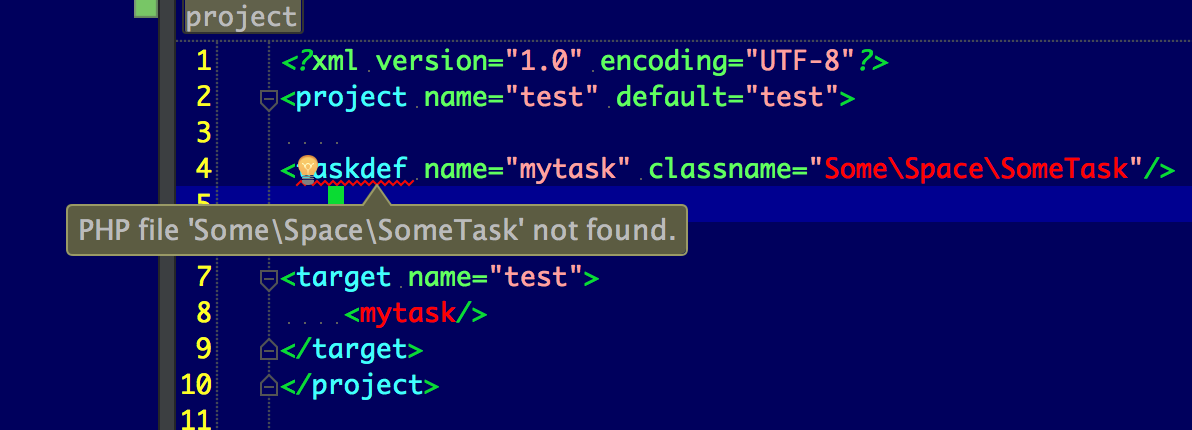 project
1 <?xml version="1.0" encoding="UTF-8"?>
2 <project name="test" default="test">
3
4 <taskdef name="mytask" classname="Some\Space\SomeTask"/>
5
PHP file 'Some\Space\SomeTask' not found.
7 <target name="test">
8 <mytask/>
9 </target>
10 </project>
11